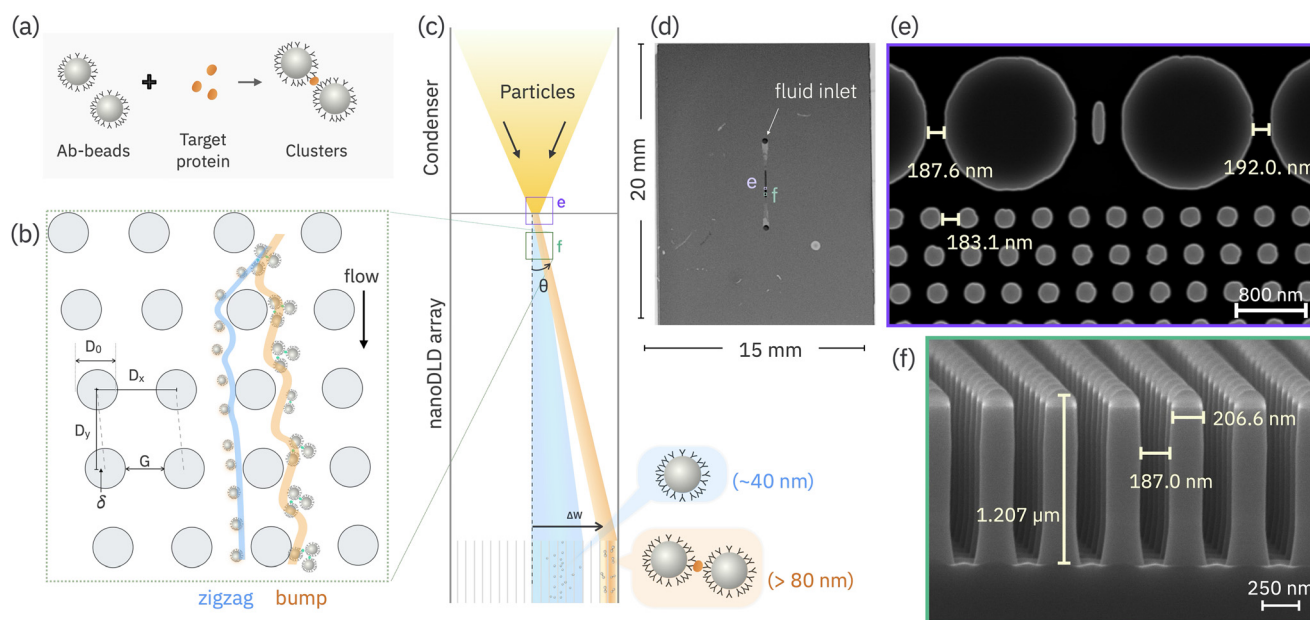 (a)
Ab-beads
Target
protein
Clusters
(b)
flow
D₀
Dₓ
Dy
G
δ
zigzag
bump
(c)
Condenser
Particles
e
f
θ
nanoDLD array
Δw
(~40 nm)
(> 80 nm)
(d)
fluid inlet
e
f
20 mm
15 mm
(e)
187.6 nm
192.0. nm
183.1 nm
800 nm
(f)
206.6 nm
187.0 nm
1.207 μm
250 nm